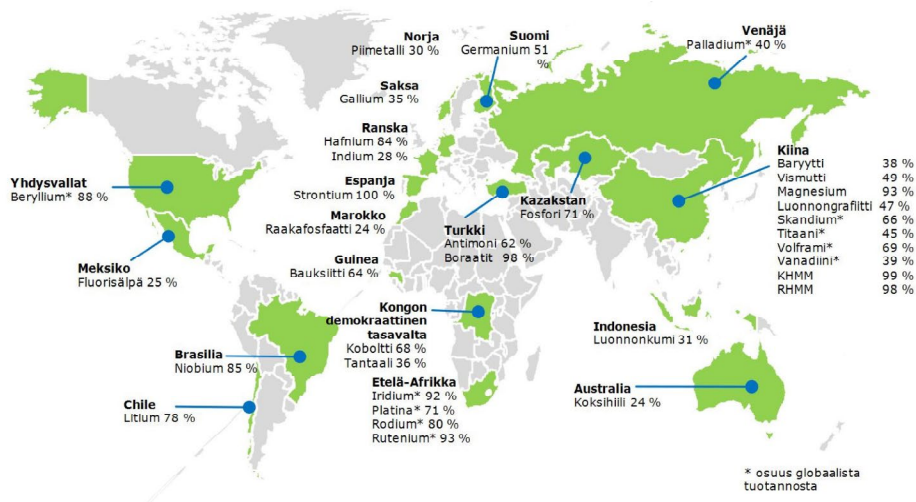 Norja
Piimetalli 30 %
Suomi
Germanium 51
%
Venäjä
Palladium* 40 %
Saksa
Gallium 35 %
Ranska
Hafnium 84 %
Indium 28 %
Espanja
Strontium 100 %
Marokko
Raakafosfaatti 24 %
Guinea
Bauksiitti 64 %
Yhdysvallat
Beryllium* 88 %
Meksiko
Fluorisälpä 25 %
Kazakstan
Fosfori 71 %
Turkki
Antimoni 62 %
Boraatit 98 %
Kiina
Baryytti 38 %
Vismutti 49 %
Magnesium 93 %
Luonnongrafiitti 47 %
Skandium* 66 %
Titaani* 45 %
Volframi* 69 %
Vanadiini* 39 %
KHMM 99 %
RHMM 98 %
Kongon
demokraattinen
tasavalta
Koboltti 68 %
Tantaali 36 %
Indonesia
Luonnonkumi 31 %
Brasilia
Niobium 85 %
Etelä-Afrikka
Iridium* 92 %
Platina* 71 %
Rodium* 80 %
Rutenium* 93 %
Australia
Koksihiili 24 %
Chile
Litium 78 %
* osuus globaalista
tuotannosta